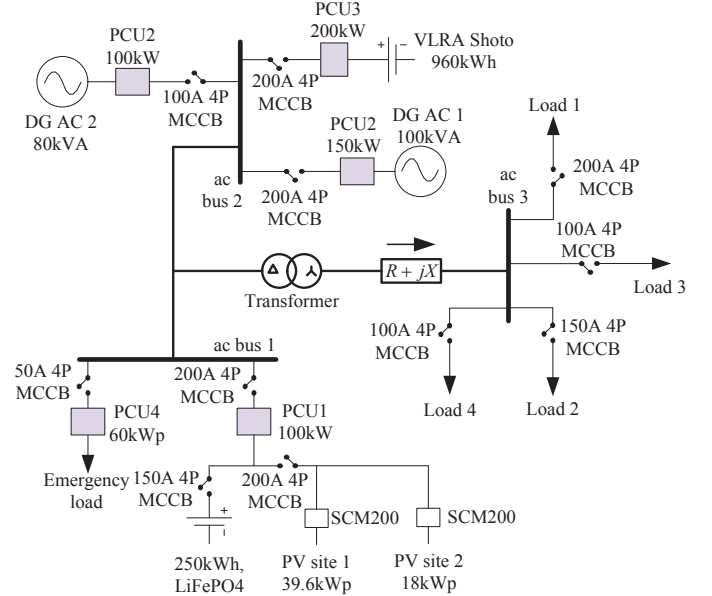 PCU3
200kW
VLRA Shoto
960kWh
+
−
PCU2
100kW
200A 4P
MCCB
100A 4P
MCCB
DG AC 2
80kVA
DG AC 1
100kVA
PCU2
150kW
200A 4P
MCCB
ac
bus 2
Load 1
ac
bus 3
200A 4P
MCCB
100A 4P
MCCB
Load 3
Δ
Y
Transformer
R + jX
100A 4P
MCCB
150A 4P
MCCB
Load 4
Load 2
ac bus 1
50A 4P
MCCB
200A 4P
MCCB
PCU4
60kWp
PCU1
100kW
Emergency
load
150A 4P
MCCB
200A 4P
MCCB
+
-
SCM200
SCM200
250kWh,
LiFePO4
PV site 1
39.6kWp
PV site 2
18kWp